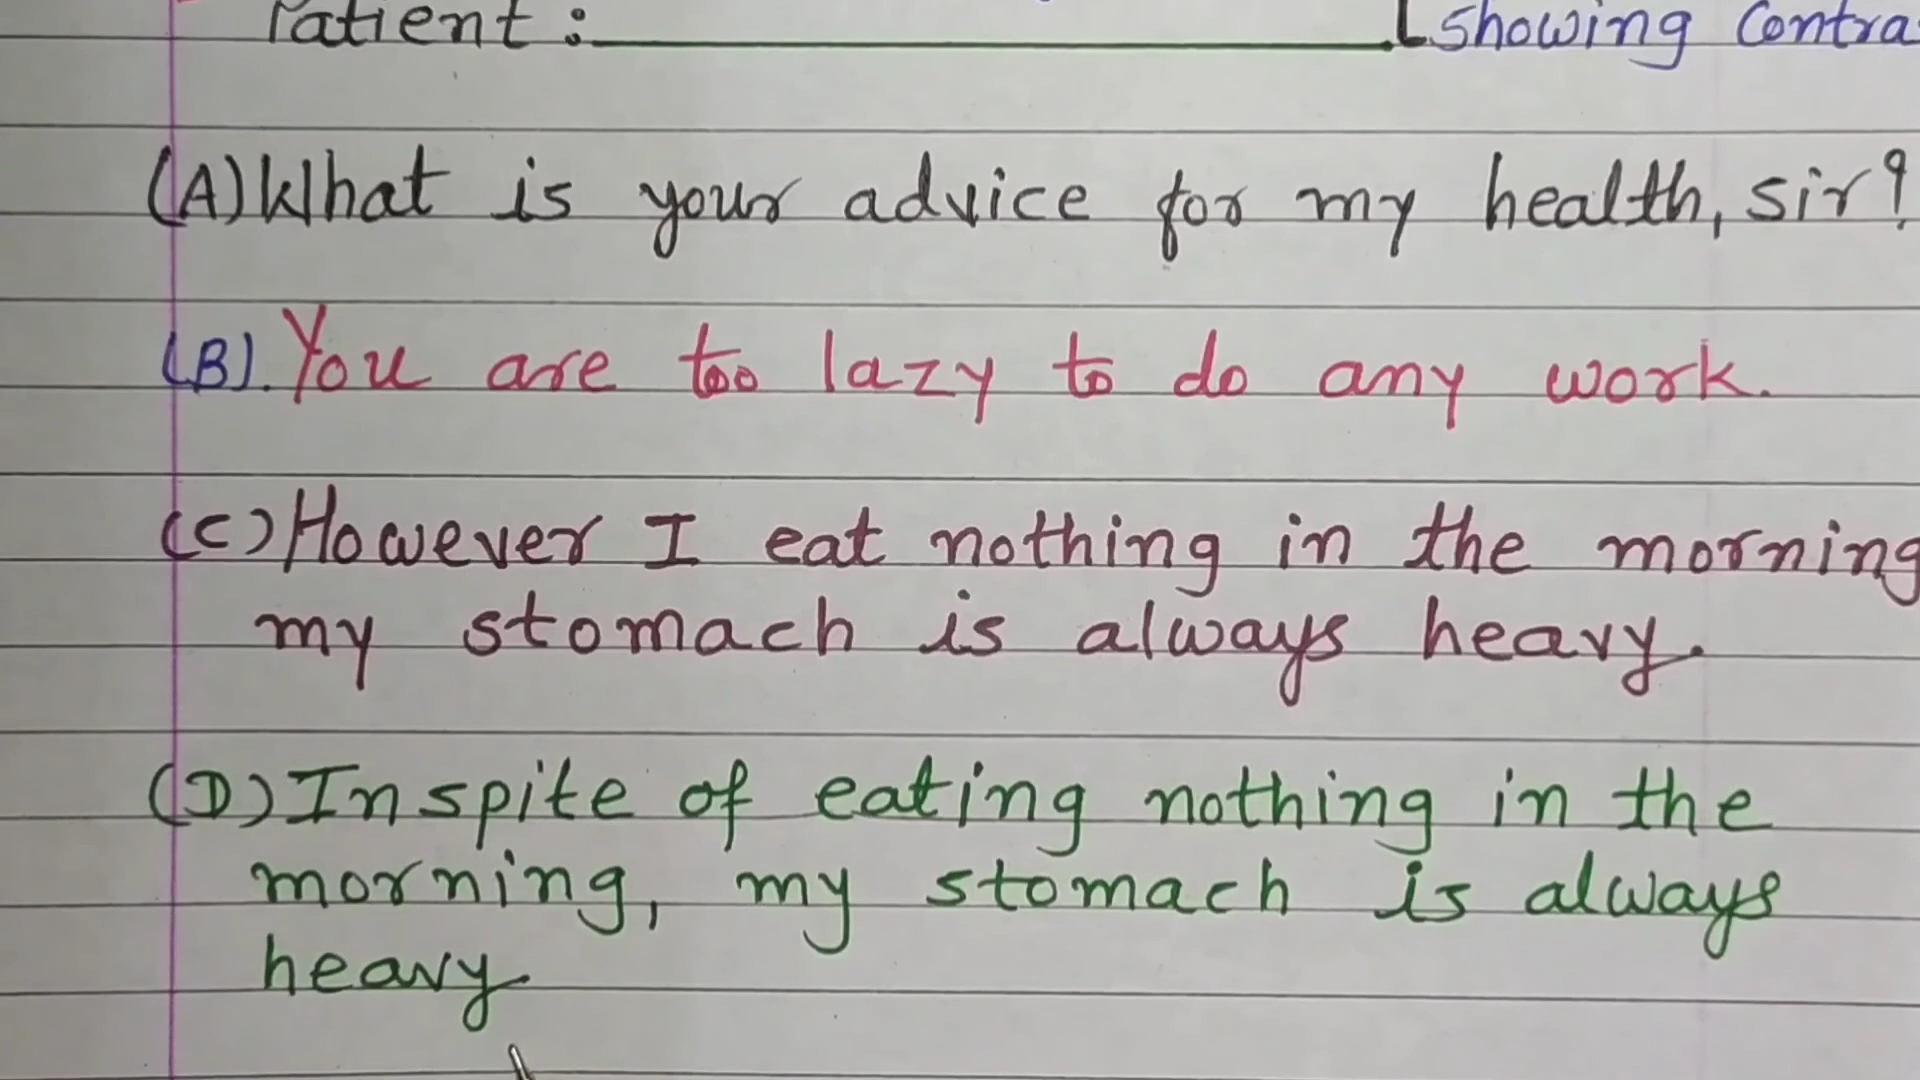 Patient: [Showing Contra
(A) What is your advice for my health, sir?
(B). You are too lazy to do any work.
(C) However I eat nothing in the morning
my stomach is always heavy.
(D) Inspite of eating nothing in the
morning, my stomach is always
heavy.